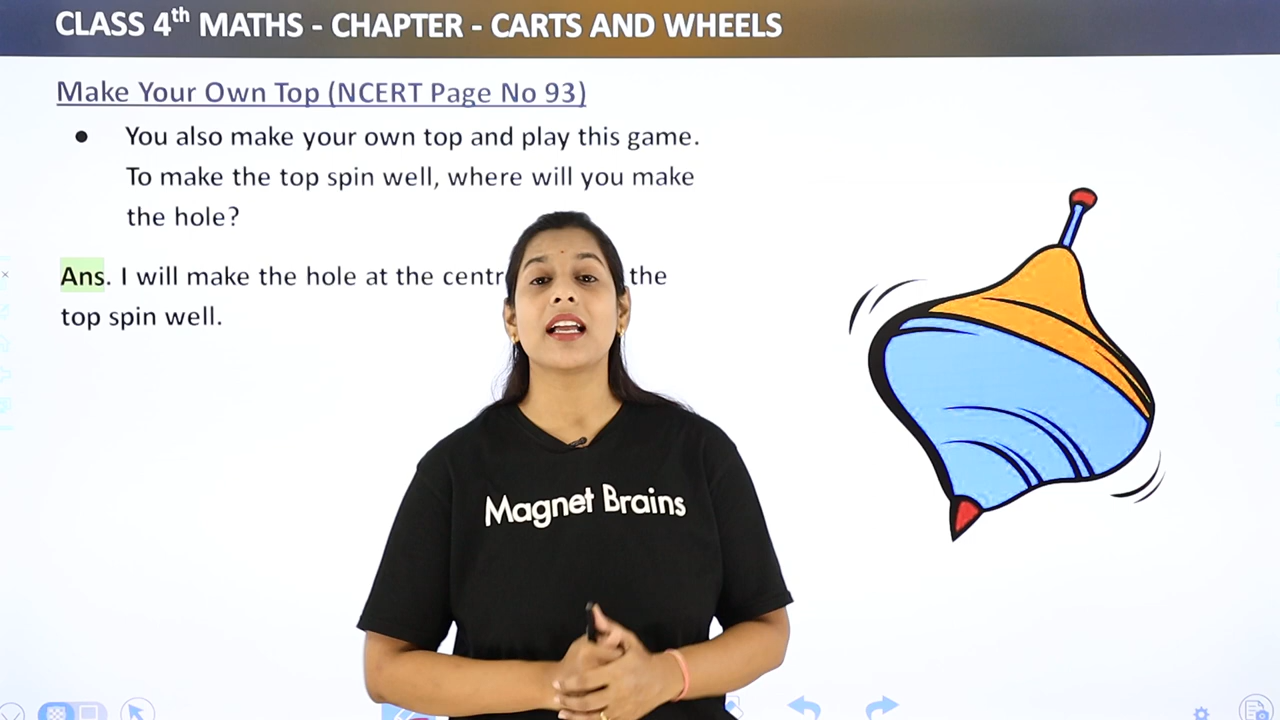 CLASS 4th MATHS - CHAPTER - CARTS AND WHEELS
Make Your Own Top (NCERT Page No 93)
● You also make your own top and play this game.
To make the top spin well, where will you make
the hole?
Ans. I will make the hole at the the
top spin well.
Magnet Brains